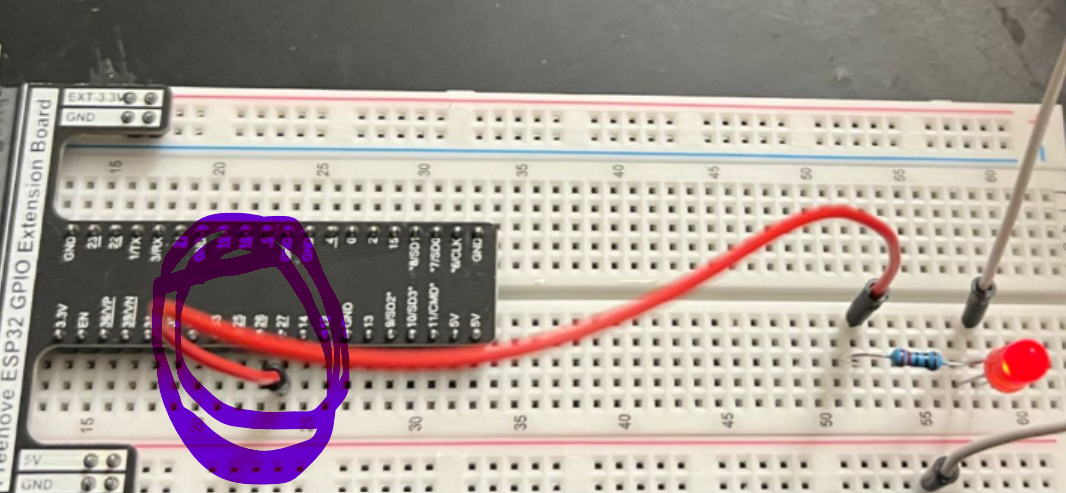 EXT-3.3V
GND
15 20 25 30 35 40 45 50 55 60
GND 23 22 1/TX 3/RX
4 0 2 15 *8/SD1* *7/SD0 *6/CLK GND
3.3V EN 36/VP 39/VN
25 26 27 14
GND 13 *9/SD2* *10/SD3* *11/CMD* 5V 5V
ESP32 GPIO Extension Board
15 30 35 40 45 50 55 60
5V
GND